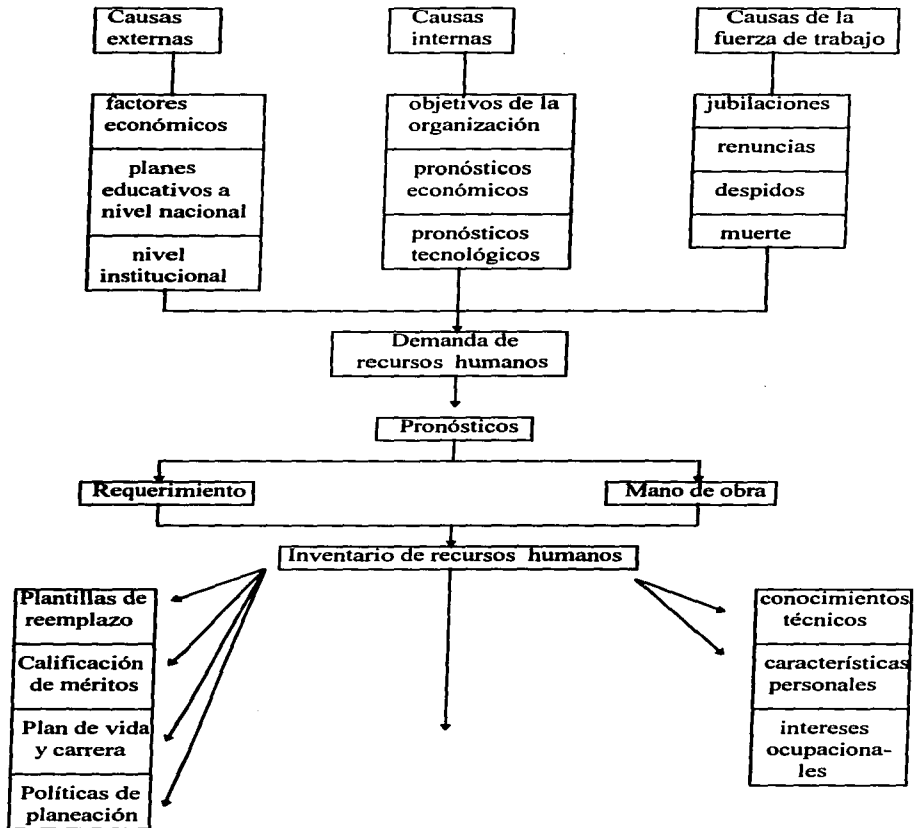 Causas
externas
Causas
internas
Causas de la
fuerza de trabajo
factores
económicos
planes
educativos a
nivel nacional
nivel
institucional
objetivos de la
organización
pronósticos
económicos
pronósticos
tecnológicos
jubilaciones
renuncias
despidos
muerte
Demanda de
recursos humanos
Pronósticos
Requerimiento
Mano de obra
Inventario de recursos humanos
Plantillas de
reemplazo
Calificación
de méritos
Plan de vida
y carrera
Políticas de
planeación
conocimientos
técnicos
características
personales
intereses
ocupaciona-
les